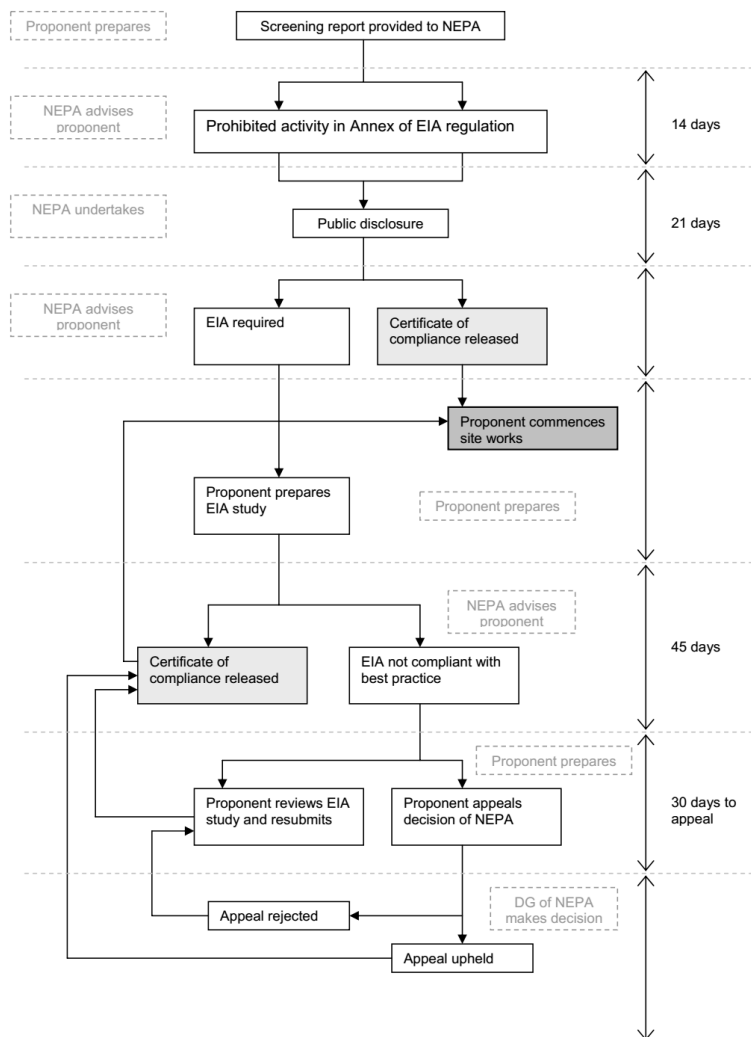 Proponent prepares
Screening report provided to NEPA
NEPA advises
proponent
Prohibited activity in Annex of EIA regulation
14 days
NEPA undertakes
Public disclosure
21 days
NEPA advises
proponent
EIA required
Certificate of
compliance released
Proponent commences
site works
Proponent prepares
EIA study
Proponent prepares
NEPA advises
proponent
Certificate of
compliance released
EIA not compliant with
best practice
45 days
Proponent prepares
Proponent reviews EIA
study and resubmits
Proponent appeals
decision of NEPA
30 days to
appeal
DG of NEPA
makes decision
Appeal rejected
Appeal upheld